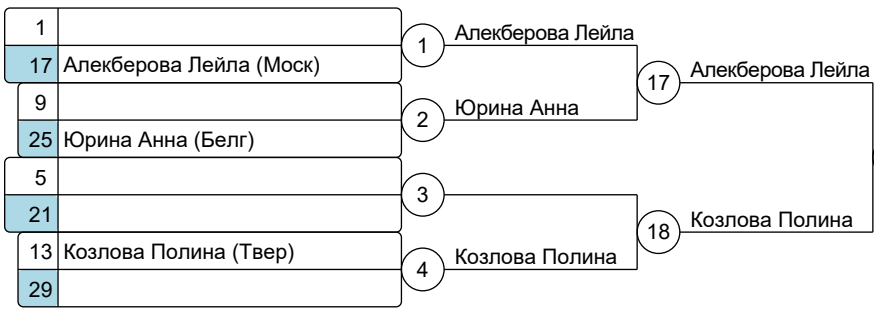 1
17 Алекберова Лейла (Моск)
1 Алекберова Лейла
9
25 Юрина Анна (Белг)
2 Юрина Анна
17 Алекберова Лейла
5
21
3
13 Козлова Полина (Твер)
29
4 Козлова Полина
18 Козлова Полина